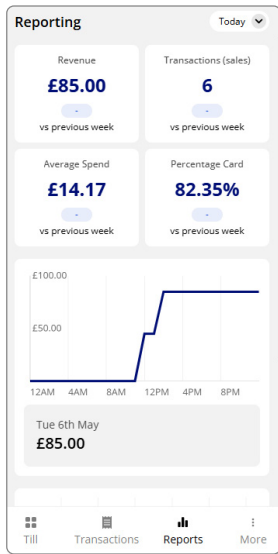 Reporting
Today
Revenue
£85.00
-
vs previous week
Transactions (sales)
6
-
vs previous week
Average Spend
£14.17
-
vs previous week
Percentage Card
82.35%
-
vs previous week
£100.00
£50.00
12AM 4AM 8AM 12PM 4PM 8PM
Tue 6th May
£85.00
Till Transactions Reports More